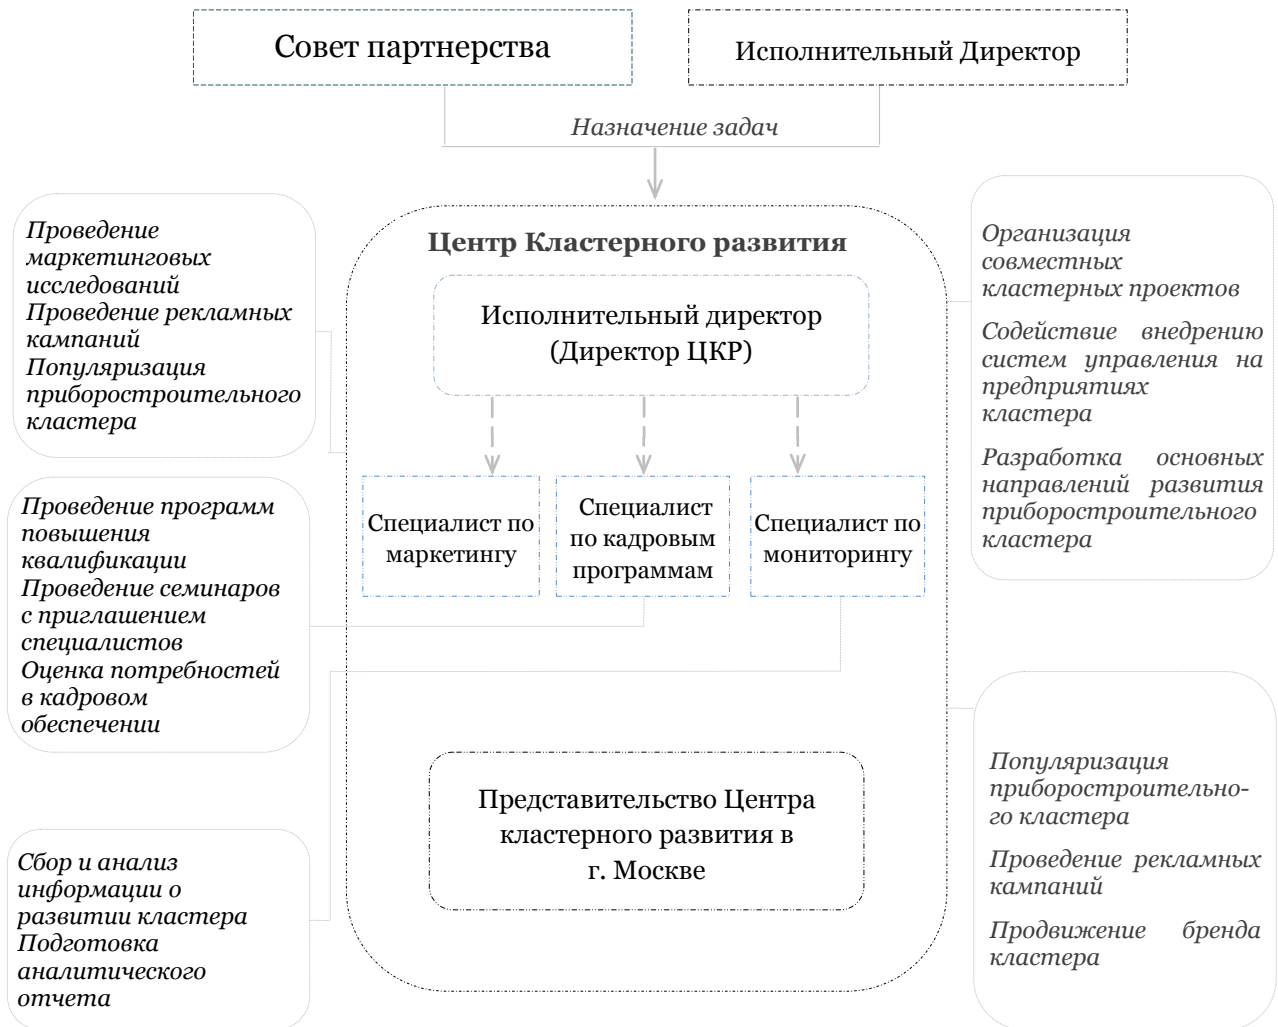 Совет партнерства
Исполнительный Директор
Назначение задач
Проведение
маркетинговых
исследований
Проведение рекламных
кампаний
Популяризация
приборостроительного
кластера
Центр Кластерного развития
Исполнительный директор
(Директор ЦКР)
Организация
совместных
кластерных проектов
Содействие внедрению
систем управления на
предприятиях
кластера
Разработка основных
направлений развития
приборостроительного
кластера
Специалист по
маркетингу
Специалист
по кадровым
программам
Специалист по
мониторингу
Проведение программ
повышения
квалификации
Проведение семинаров
с приглашением
специалистов
Оценка потребностей
в кадровом
обеспечении
Представительство Центра
кластерного развития в
г. Москве
Популяризация
приборостроительно-
го кластера
Проведение рекламных
кампаний
Продвижение бренда
кластера
Сбор и анализ
информации о
развитии кластера
Подготовка
аналитического
отчета